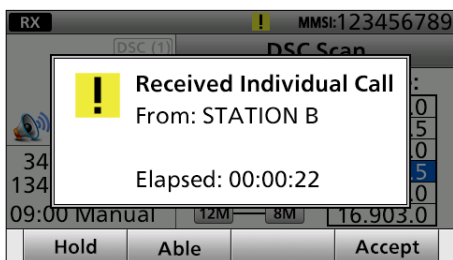 RX ! MMSI:123456789
DSC (1) DSC Scan
! Received Individual Call
From: STATION B
Elapsed: 00:00:22
09:00 Manual 12M 8M 16.903.0
Hold Able Accept